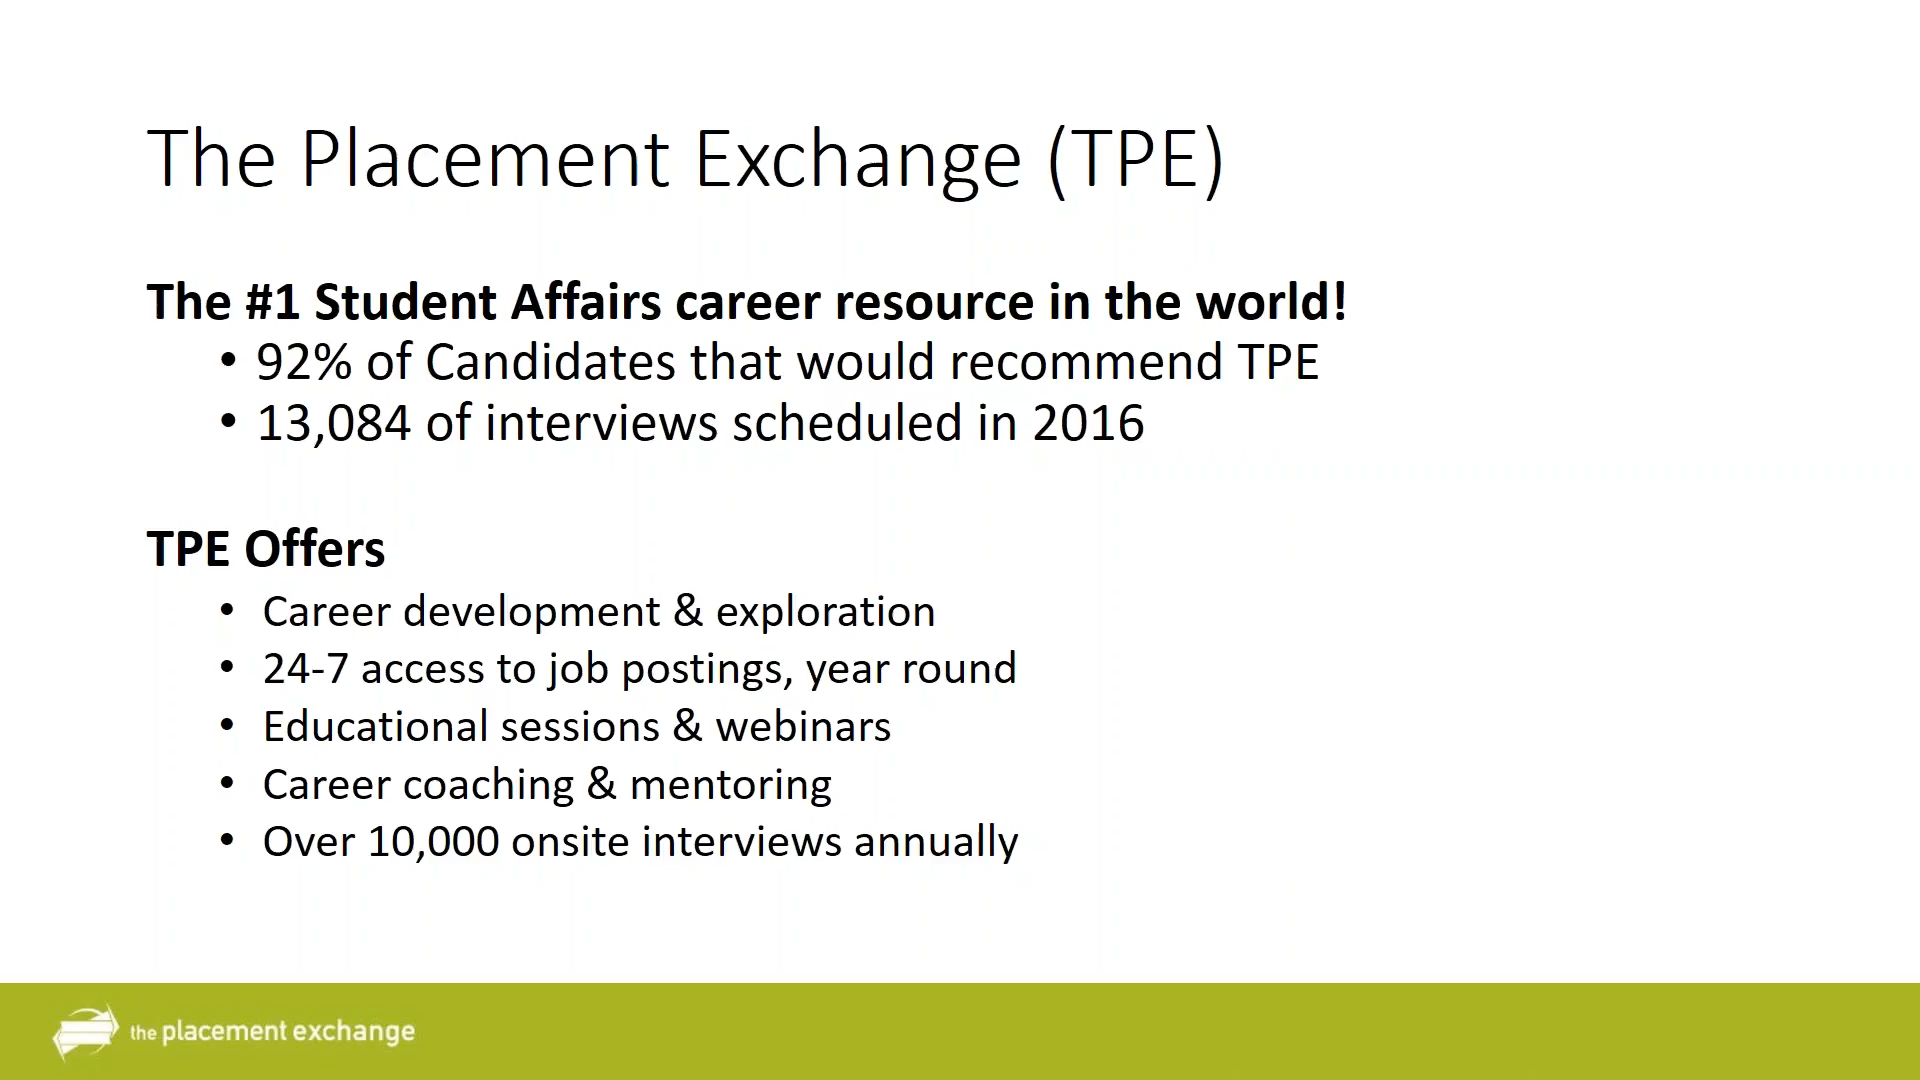 The Placement Exchange (TPE)
The #1 Student Affairs career resource in the world!
• 92% of Candidates that would recommend TPE
• 13,084 of interviews scheduled in 2016
TPE Offers
• Career development & exploration
• 24-7 access to job postings, year round
• Educational sessions & webinars
• Career coaching & mentoring
• Over 10,000 onsite interviews annually
the placement exchange